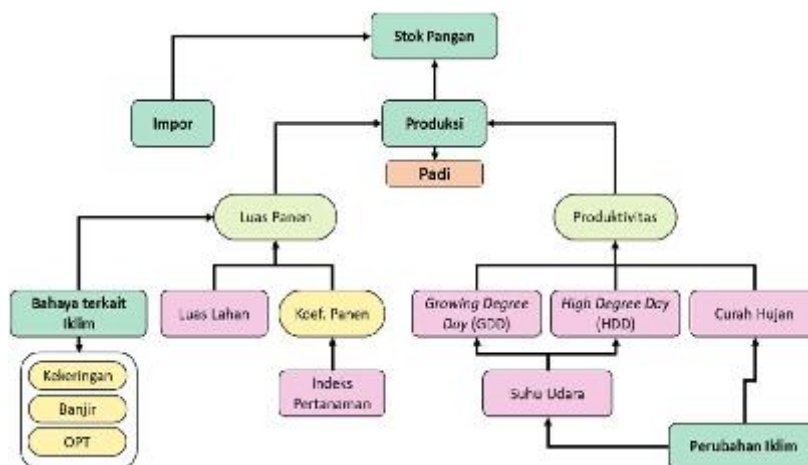 Stok Pangan
Impor
Produksi
Padi
Luas Panen
Produktivitas
Bahaya terkait
Iklim
Luas Lahan
Koef. Panen
Growing Degree
Day (GDD)
High Degree Day
(HDD)
Curah Hujan
Kekeringan
Banjir
OPT
Indeks
Pertanaman
Suhu Udara
Perubahan Iklim